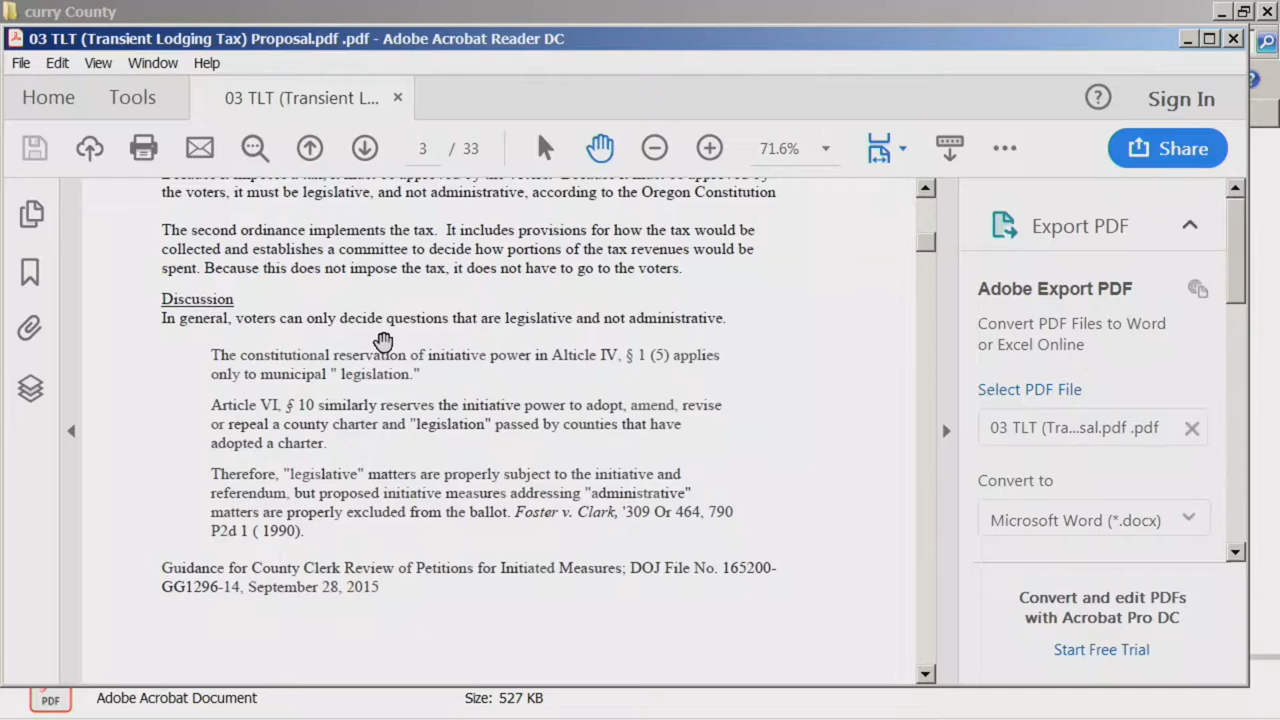 curry County
03 TLT (Transient Lodging Tax) Proposal.pdf .pdf - Adobe Acrobat Reader DC
File Edit View Window Help
Home Tools 03 TLT (Transient L... × ? Sign In
3 / 33 71.6% Share
the voters, it must be legislative, and not administrative, according to the Oregon Constitution
The second ordinance implements the tax. It includes provisions for how the tax would be
collected and establishes a committee to decide how portions of the tax revenues would be
spent. Because this does not impose the tax, it does not have to go to the voters.
Discussion
In general, voters can only decide questions that are legislative and not administrative.
The constitutional reservation of initiative power in Alticle IV, § 1 (5) applies
only to municipal " legislation."
Article VI, § 10 similarly reserves the initiative power to adopt, amend, revise
or repeal a county charter and "legislation" passed by counties that have
adopted a charter.
Therefore, "legislative" matters are properly subject to the initiative and
referendum, but proposed initiative measures addressing "administrative"
matters are properly excluded from the ballot. Foster v. Clark, '309 Or 464, 790
P2d 1 ( 1990).
Guidance for County Clerk Review of Petitions for Initiated Measures; DOJ File No. 165200-
GG1296-14, September 28, 2015
Export PDF
Adobe Export PDF
Convert PDF Files to Word
or Excel Online
Select PDF File
03 TLT (Tra...sal.pdf .pdf
Convert to
Microsoft Word (*.docx)
Convert and edit PDFs
with Acrobat Pro DC
Start Free Trial
PDF Adobe Acrobat Document Size: 527 KB